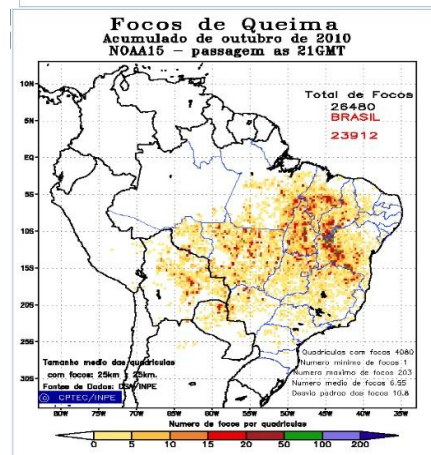 Focos de Queima
Acumulado de outubro de 2010
NOAA15 - passagem as 21GMT
Total de Focos
26480
BRASIL
23912
10N
5N
EQ
5S
10S
15S
20S
25S
30S
Quadriculas com focos 4080
Numero minimo de focos 1
Numero maximo de focos 203
Numero medio de focos 6.55
Desvio padrao dos focos 10.8
Tamanho medio das quadriculas
com focos: 25km x 25km.
Fontes de Dados: DSA/INPE
© CPTEC/INPE
80W 75W 70W 65W 60W 55W 50W 45W 40W 35W
Numero de focos por quadricula
0 5 10 15 20 50 100 200